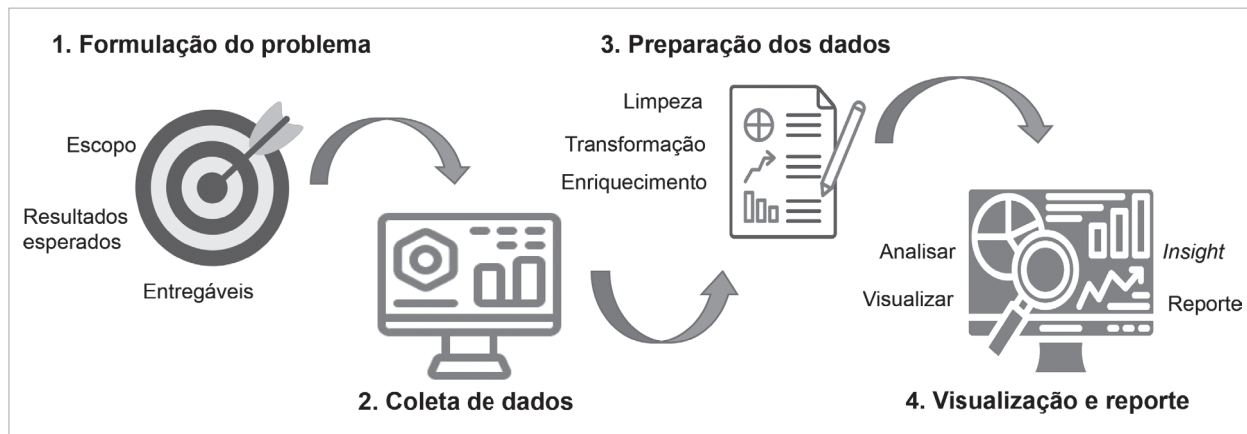 1. Formulação do problema
Escopo
Resultados
esperados
Entregáveis
2. Coleta de dados
3. Preparação dos dados
Limpeza
Transformação
Enriquecimento
Analisar
Visualizar
Insight
Reporte
4. Visualização e reporte